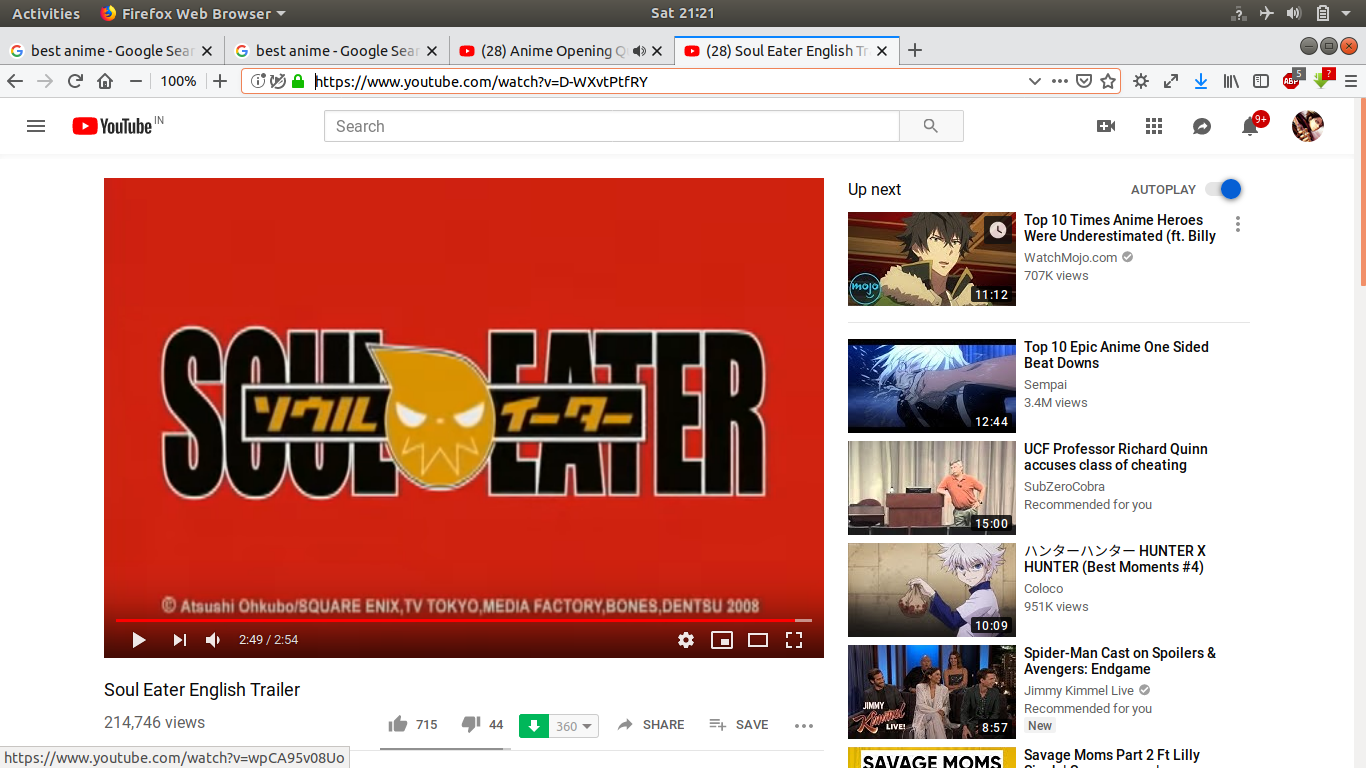 Activities
Firefox Web Browser
Sat 21:21
best anime - Google Sear
best anime - Google Sear
(28) Anime Opening Q
(28) Soul Eater English Tr
100%
https://www.youtube.com/watch?v=D-WXvtPtfRY
ABP
5
?
YouTube IN
Search
9+
SOUL EATER
ソウル イーター
© Atsushi Ohkubo/SQUARE ENIX,TV TOKYO,MEDIA FACTORY,BONES,DENTSU 2008
2:49 / 2:54
Soul Eater English Trailer
214,746 views
715
44
360
SHARE
SAVE
https://www.youtube.com/watch?v=wpCA95v08Uo
Up next
AUTOPLAY
mojo
11:12
Top 10 Times Anime Heroes
Were Underestimated (ft. Billy
WatchMojo.com
707K views
12:44
Top 10 Epic Anime One Sided
Beat Downs
Sempai
3.4M views
15:00
UCF Professor Richard Quinn
accuses class of cheating
SubZeroCobra
Recommended for you
10:09
ハンターハンター HUNTER X
HUNTER (Best Moments #4)
Coloco
951K views
JIMMY
Kimmel
LIVE!
8:57
Spider-Man Cast on Spoilers &
Avengers: Endgame
Jimmy Kimmel Live
Recommended for you
New
SAVAGE MOMS
Savage Moms Part 2 Ft Lilly